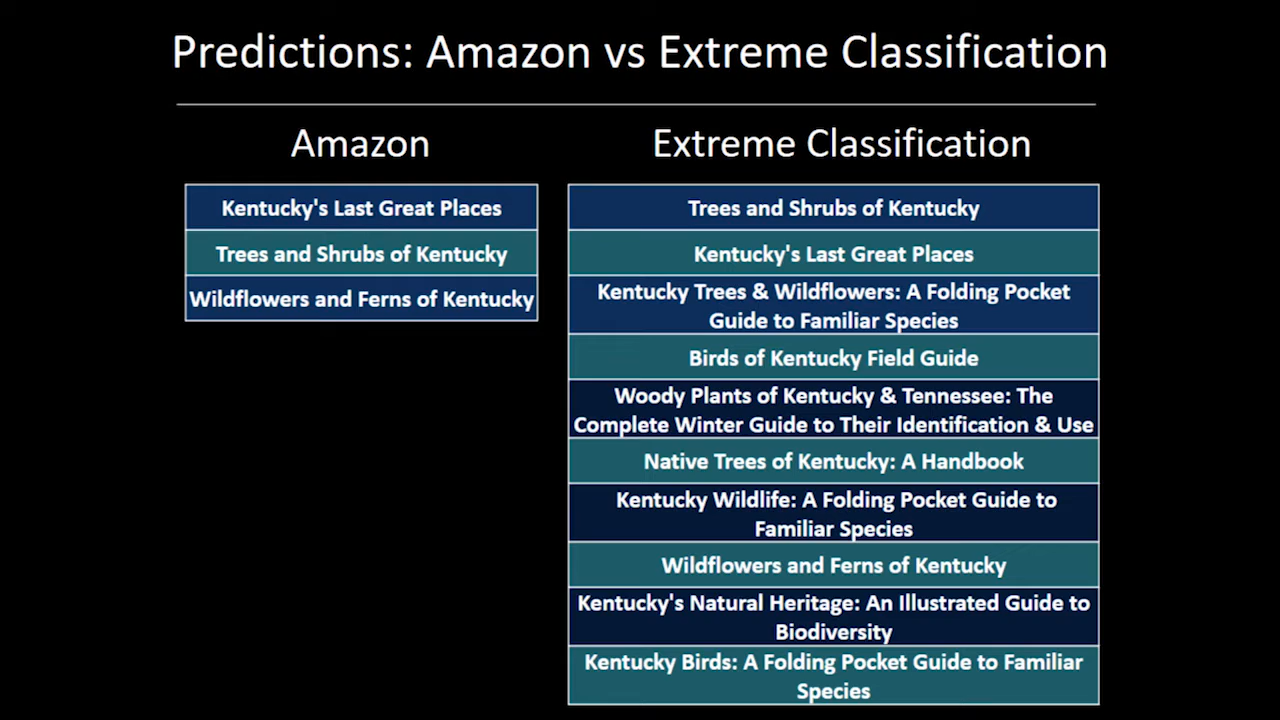 Predictions: Amazon vs Extreme Classification
Amazon
Kentucky's Last Great Places
Trees and Shrubs of Kentucky
Wildflowers and Ferns of Kentucky
Extreme Classification
Trees and Shrubs of Kentucky
Kentucky's Last Great Places
Kentucky Trees & Wildflowers: A Folding Pocket
Guide to Familiar Species
Birds of Kentucky Field Guide
Woody Plants of Kentucky & Tennessee: The
Complete Winter Guide to Their Identification & Use
Native Trees of Kentucky: A Handbook
Kentucky Wildlife: A Folding Pocket Guide to
Familiar Species
Wildflowers and Ferns of Kentucky
Kentucky's Natural Heritage: An Illustrated Guide to
Biodiversity
Kentucky Birds: A Folding Pocket Guide to Familiar
Species